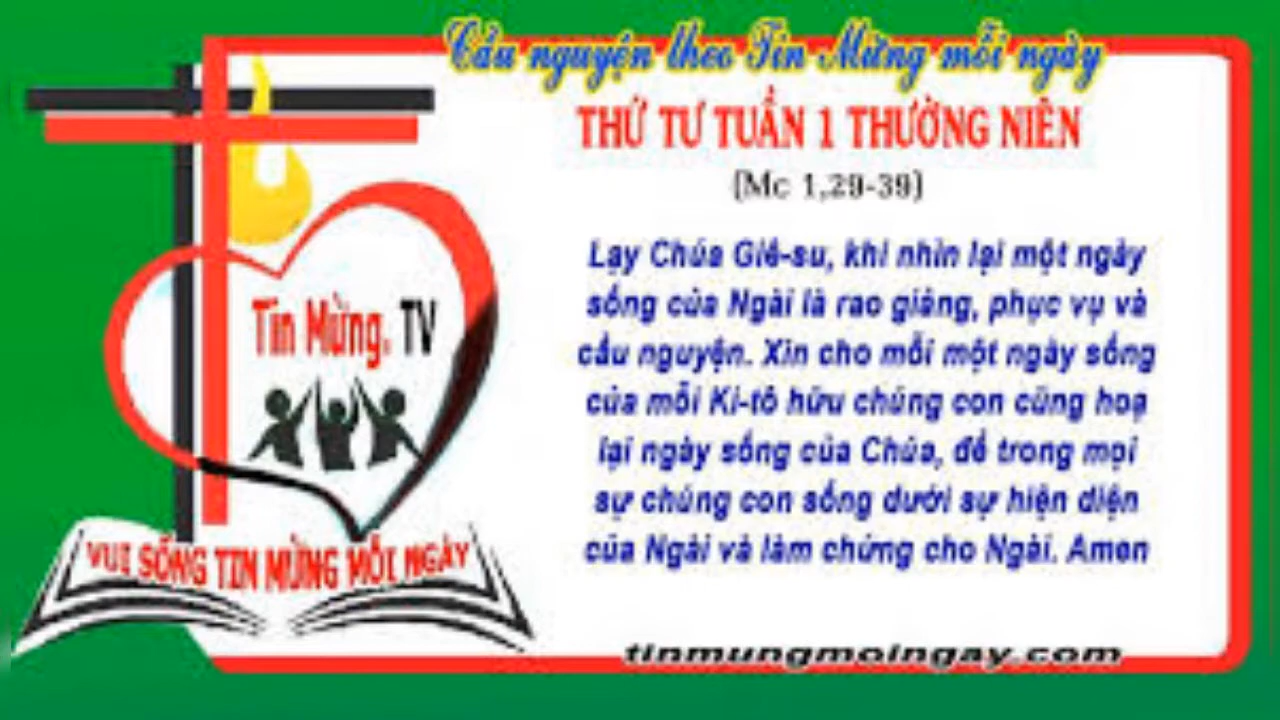 Cầu nguyện theo Tin Mừng mỗi ngày
THỨ TƯ TUẦN 1 THƯỜNG NIÊN
(Mc 1,29-39)
Lạy Chúa Giê-su, khi nhìn lại một ngày
sống của Ngài là rao giảng, phục vụ và
cầu nguyện. Xin cho mỗi một ngày sống
của mỗi Ki-tô hữu chúng con cũng hoạ
lại ngày sống của Chúa, để trong mọi
sự chúng con sống dưới sự hiện diện
của Ngài và làm chứng cho Ngài. Amen
Tin Mừng. TV
VUI SỐNG TIN MỪNG MỖI NGÀY
tinmungmoingay.com